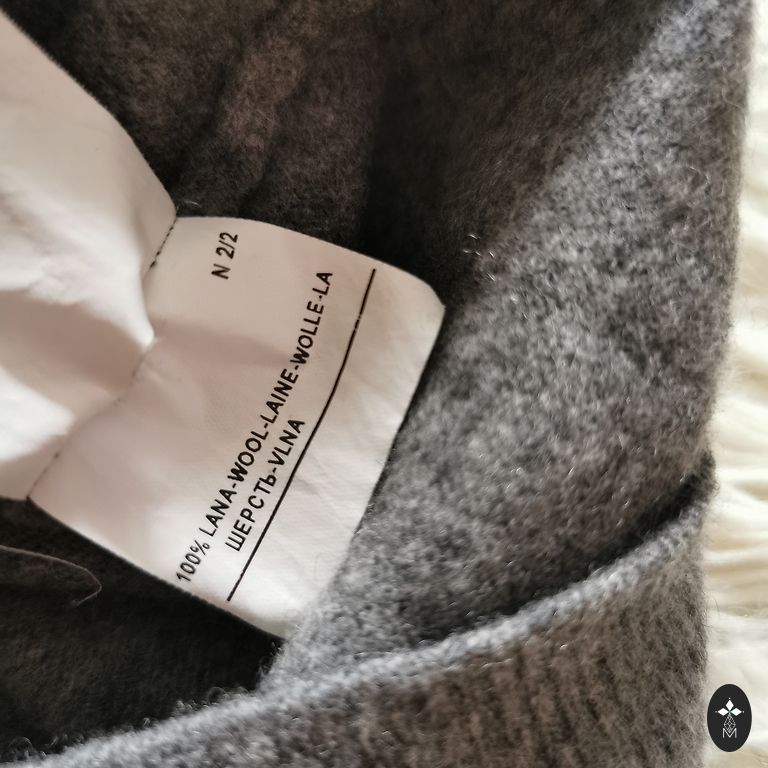 N 2/2
100% LANA-WOOL-LAINE-WOLLE-LA
ШЕРСТЬ-VLNA
M